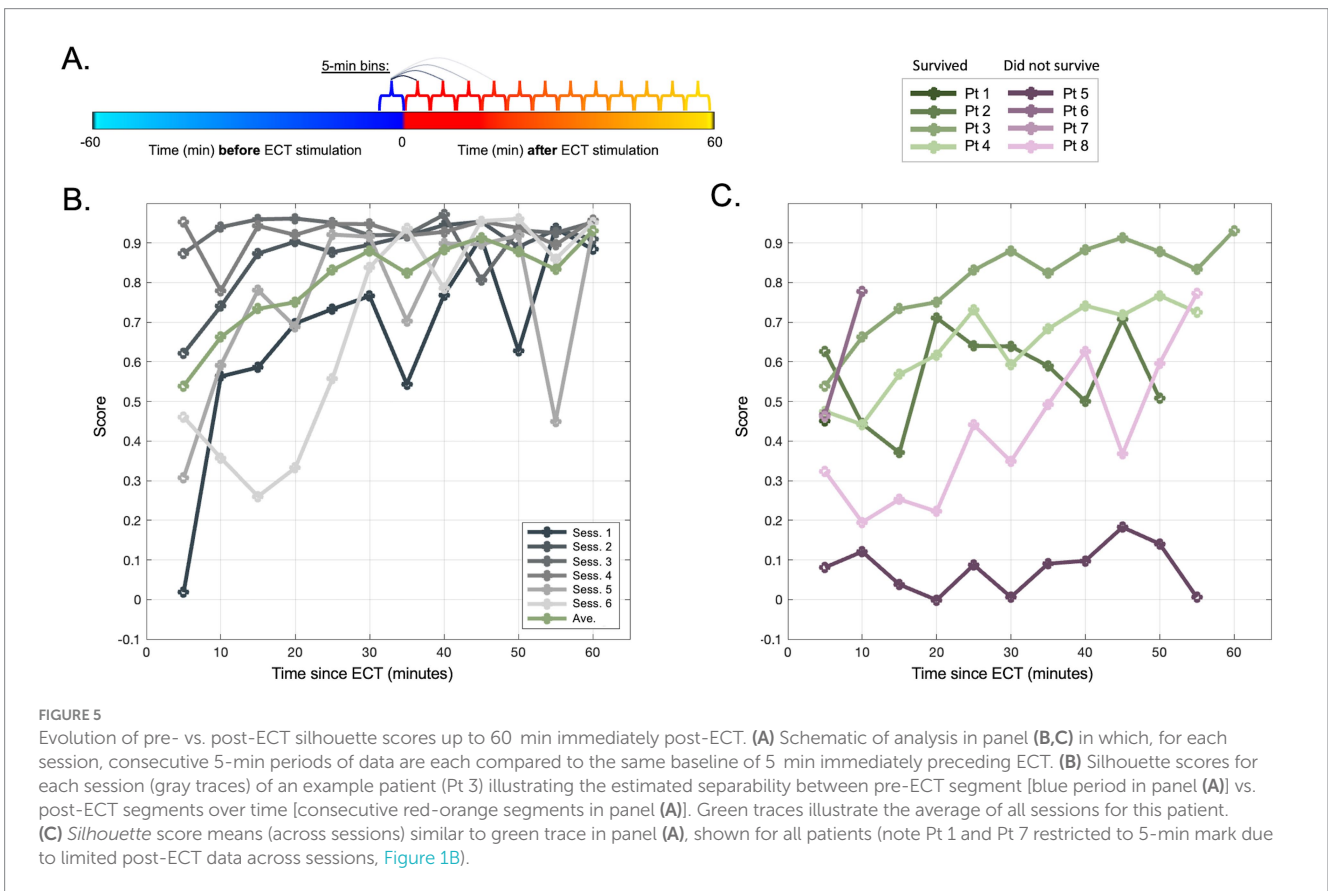 A.
5-min bins:
-60
Time (min) before ECT stimulation
0
Time (min) after ECT stimulation
60
Survived Did not survive
Pt 1 Pt 5
Pt 2 Pt 6
Pt 3 Pt 7
Pt 4 Pt 8
B.
Score
0.9
0.8
0.7
0.6
0.5
0.4
0.3
0.2
0.1
0
-0.1
0 10 20 30 40 50 60
Time since ECT (minutes)
Sess. 1
Sess. 2
Sess. 3
Sess. 4
Sess. 5
Sess. 6
Ave.
C.
Score
0.9
0.8
0.7
0.6
0.5
0.4
0.3
0.2
0.1
0
-0.1
0 10 20 30 40 50 60
Time since ECT (minutes)
FIGURE 5
Evolution of pre- vs. post-ECT silhouette scores up to 60 min immediately post-ECT. (A) Schematic of analysis in panel (B,C) in which, for each
session, consecutive 5-min periods of data are each compared to the same baseline of 5 min immediately preceding ECT. (B) Silhouette scores for
each session (gray traces) of an example patient (Pt 3) illustrating the estimated separability between pre-ECT segment [blue period in panel (A)] vs.
post-ECT segments over time [consecutive red-orange segments in panel (A)]. Green traces illustrate the average of all sessions for this patient.
(C) Silhouette score means (across sessions) similar to green trace in panel (A), shown for all patients (note Pt 1 and Pt 7 restricted to 5-min mark due
to limited post-ECT data across sessions, Figure 1B).